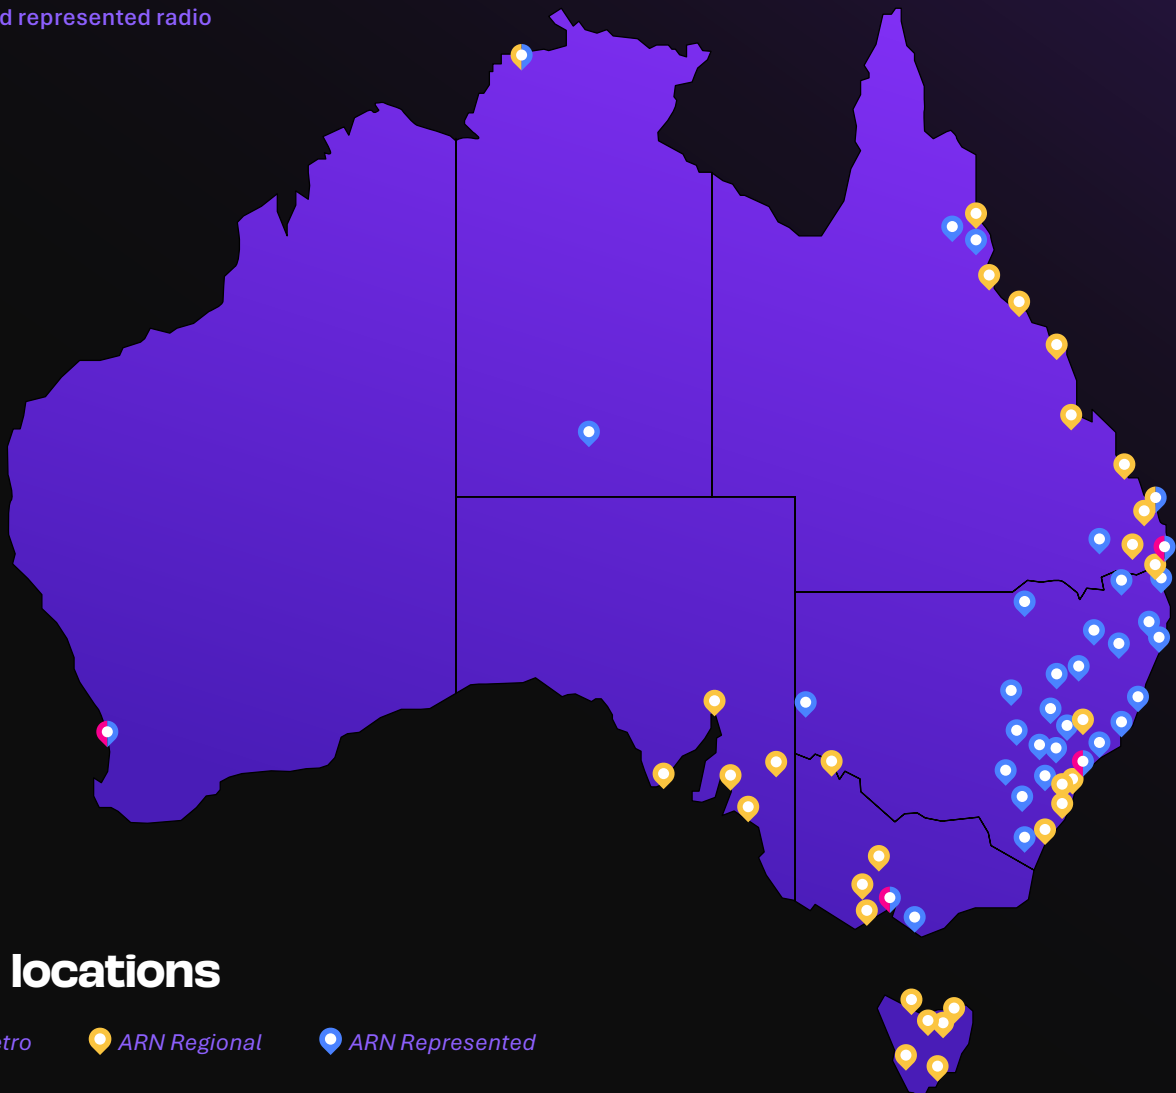 d represented radio
locations
etro
ARN Regional
ARN Represented